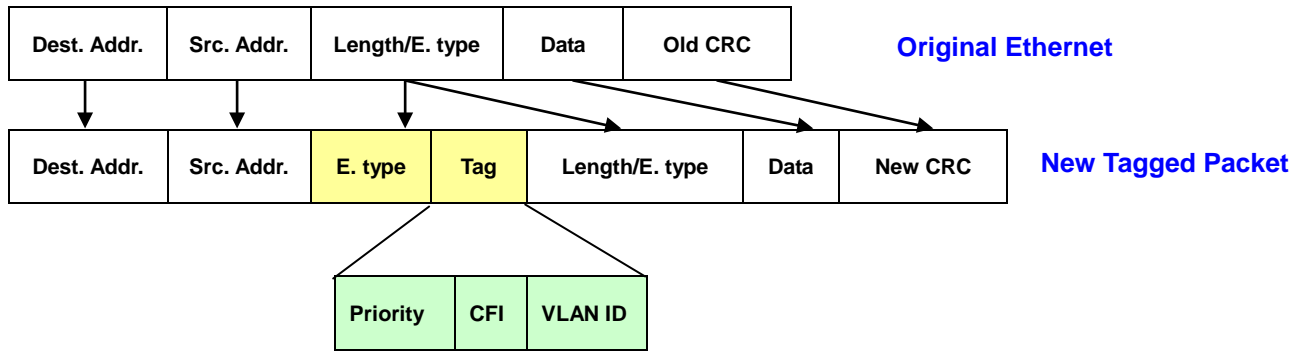 Dest. Addr. Src. Addr. Length/E. type Data Old CRC Original Ethernet
Dest. Addr. Src. Addr. E. type Tag Length/E. type Data New CRC New Tagged Packet
Priority CFI VLAN ID